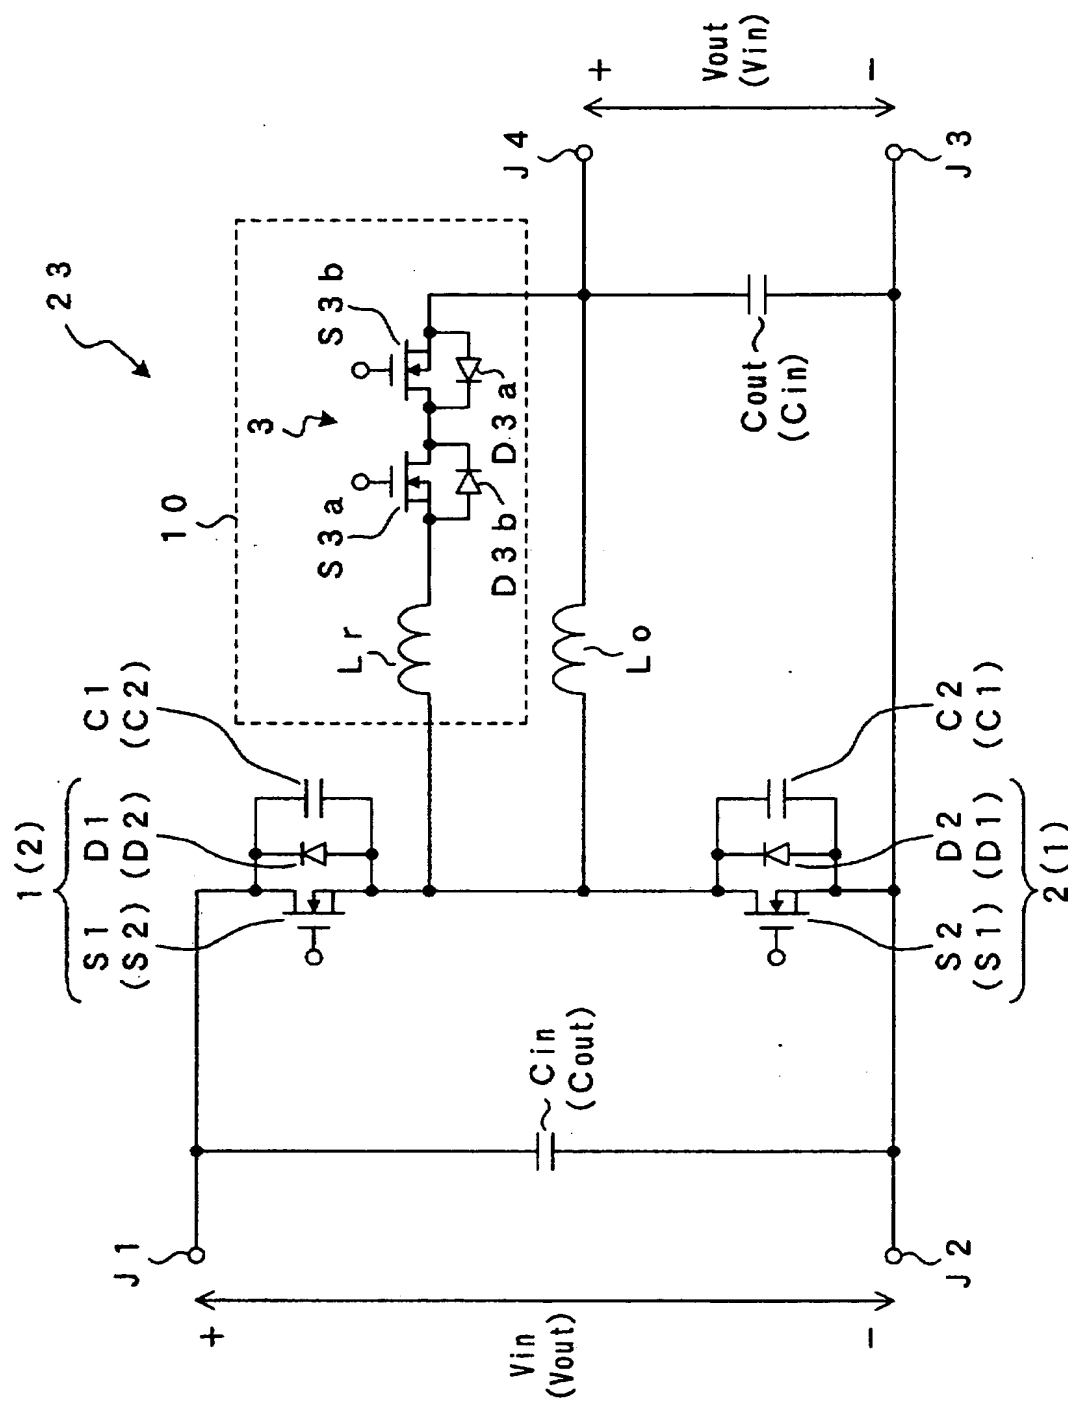 23
10
3
S3a
S3b
D3b
D3a
Lr
Lo
1(2)
S1 D1 C1
(S2) (D2) (C2)
J1
+
Vin
(Vout)
-
J2
Cin
(Cout)
S2 D2 C2
(S1) (D1) (C1)
2(1)
Cout
(Cin)
J4
+
Vout
(Vin)
-
J3